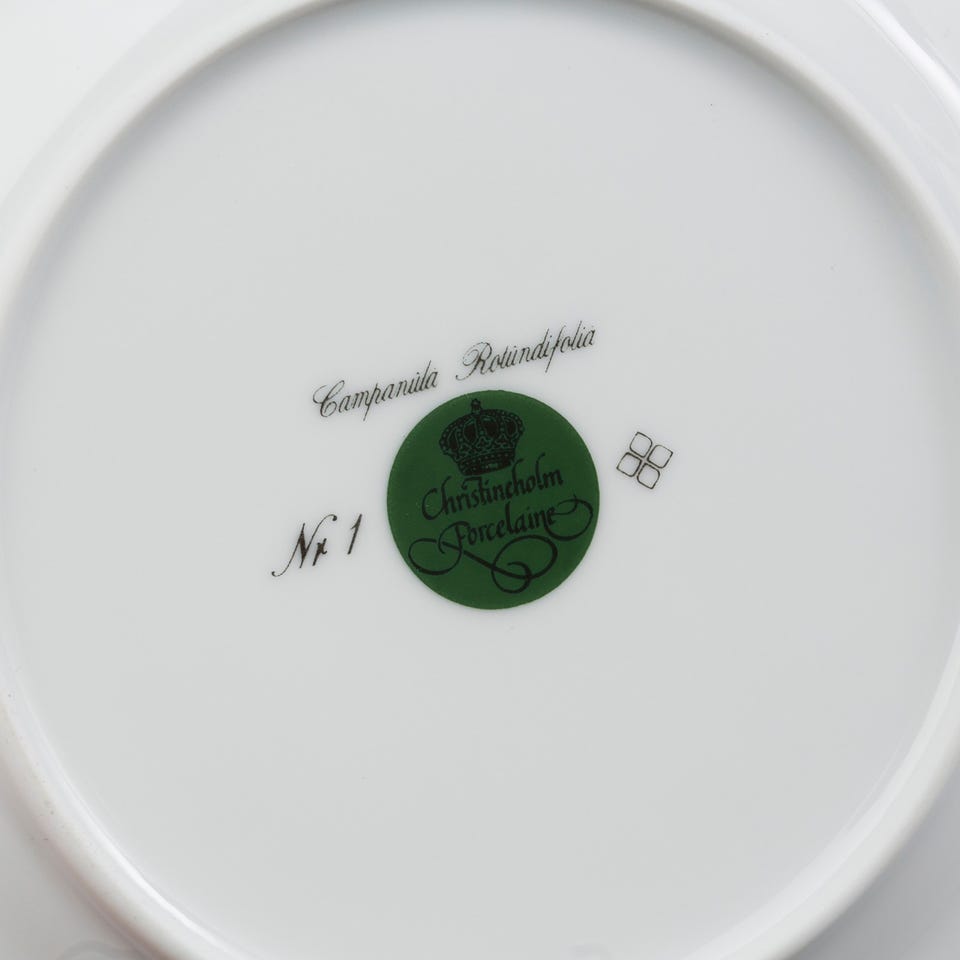 Campanula Rotundifolia
Christineholm
Porcelaine
Nr 1